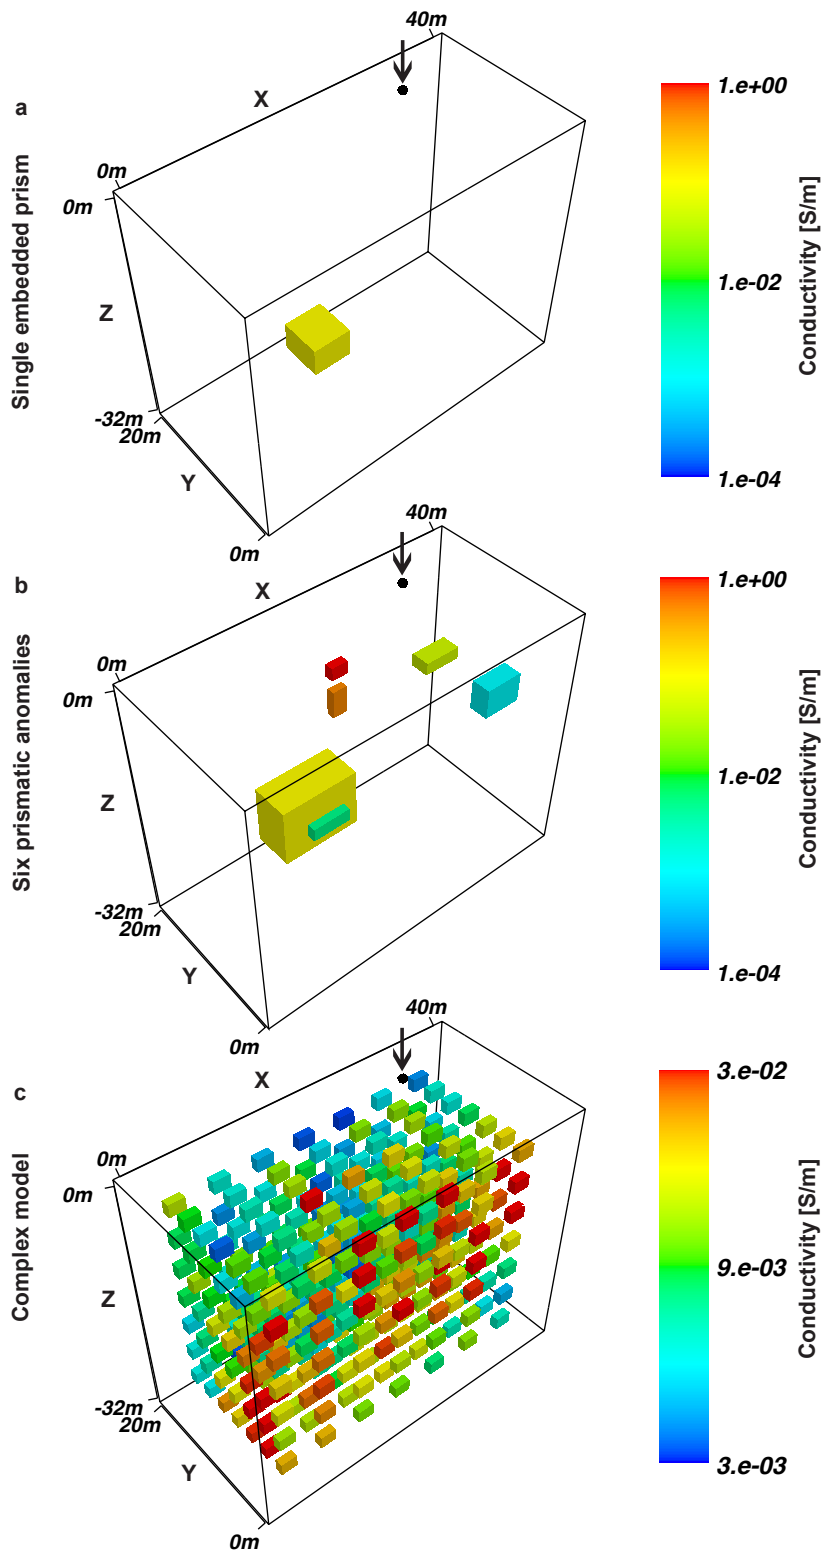 40m
X
a
0m
0m
Single embedded prism
Z
-32m
20m
Y
0m
1.e+00
1.e-02
1.e-04
Conductivity [S/m]
40m
X
b
0m
0m
Six prismatic anomalies
Z
-32m
20m
Y
0m
1.e+00
1.e-02
1.e-04
Conductivity [S/m]
40m
X
c
0m
0m
Complex model
Z
-32m
20m
Y
0m
3.e-02
9.e-03
3.e-03
Conductivity [S/m]